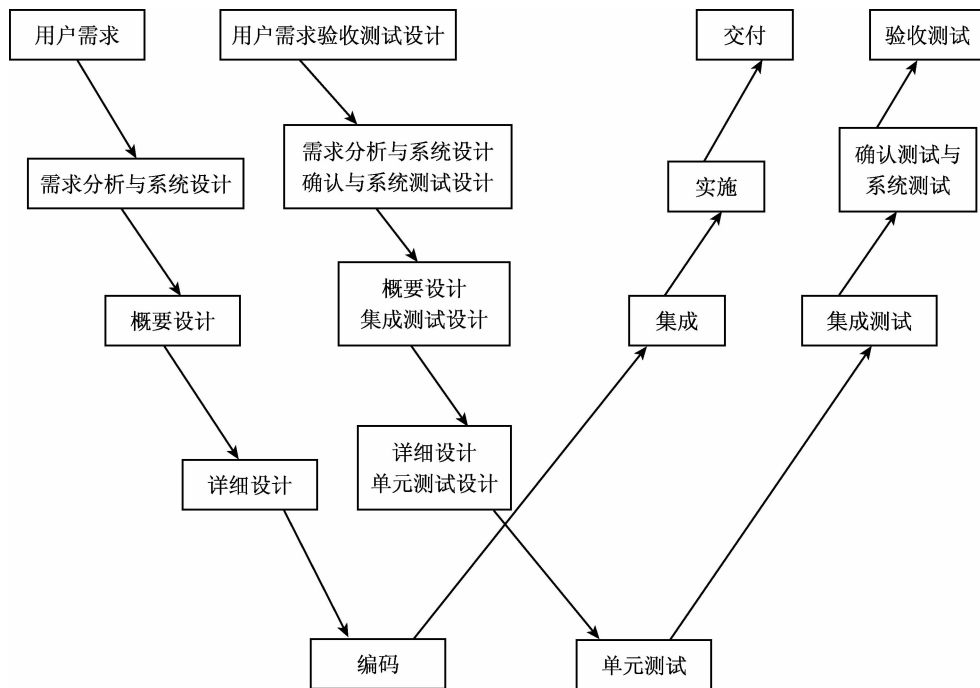 用户需求
用户需求验收测试设计
交付
验收测试
需求分析与系统设计
需求分析与系统设计
确认与系统测试设计
实施
确认测试与
系统测试
概要设计
概要设计
集成测试设计
集成
集成测试
详细设计
详细设计
单元测试设计
编码
单元测试